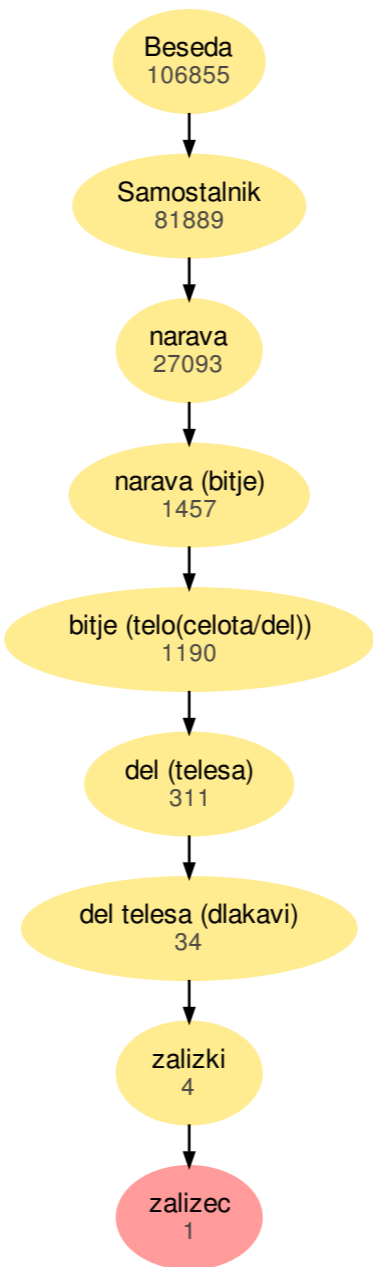 Beseda
106855
Samostalnik
81889
narava
27093
narava (bitje)
1457
bitje (telo(celota/del))
1190
del (telesa)
311
del telesa (dlakavi)
34
zalizki
4
zalizec
1